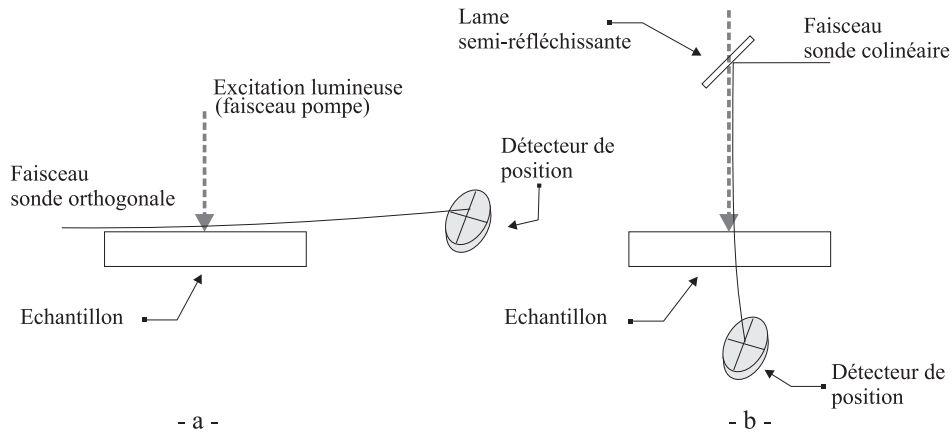 Excitation lumineuse
(faisceau pompe)
Faisceau
sonde orthogonale
Détecteur de
position
Echantillon
- a -
Lame
semi-réfléchissante
Faisceau
sonde colinéaire
Echantillon
Détecteur de
position
- b -